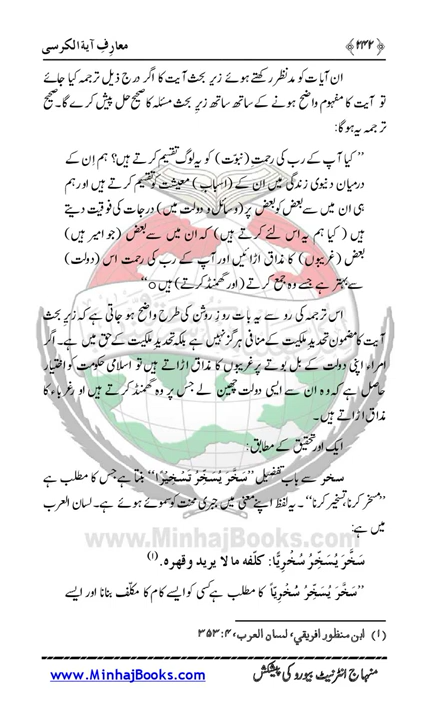 معارفِ آیۃ الکرسی ﴿۲۴۲﴾
ان آیات کو مدنظر رکھتے ہوئے زیر بحث آیت کا اگر درج ذیل ترجمہ کیا جائے
تو آیت کا مفہوم واضح ہونے کے ساتھ ساتھ زیرِ بحث مسئلہ کا صحیح حل پیش کرے گا۔ صحیح
ترجمہ یہ ہوگا:
’’کیا آپ کے رب کی رحمتِ (نبوّت) کو یہ لوگ تقسیم کرتے ہیں؟ ہم اِن کے
درمیان دنیوی زندگی میں ان کے (اسبابِ) معیشت کو تقسیم کرتے ہیں اور ہم
ہی ان میں سے بعض کو بعض پر (وسائل و دولت میں) درجات کی فوقیت دیتے
ہیں (کیا ہم یہ اس لئے کرتے ہیں) کہ ان میں سے بعض (جو امیر ہیں)
بعض (غریبوں) کا مذاق اڑائیں اور آپ کے رب کی رحمت اس (دولت)
سے بہتر ہے جسے وہ جمع کرتے (اور گھمنڈ کرتے) ہیں‘‘o
اس ترجمہ کی رو سے یہ بات روزِ روشن کی طرح واضح ہو جاتی ہے کہ زیرِ بحث
آیت کا مضمون تحدیدِ ملکیت کے منافی ہرگز نہیں ہے بلکہ تحدیدِ ملکیت کے حق میں ہے۔ اگر
امراء اپنی دولت کے بل بوتے پر غریبوں کا مذاق اڑاتے ہیں تو اسلامی حکومت کو اختیار
حاصل ہے کہ وہ ان سے ایسی دولت چھین لے جس پر وہ گھمنڈ کرتے ہیں او رغرباء کا
مذاق اڑاتے ہیں۔
ایک اور تحقیق کے مطابق:
سخر سے باب تفعیل ’’سَخَّرَ يُسَخِّرُ تَسْخِيْرًا‘‘ بنتا ہے جس کا مطلب ہے
’’مسخر کرنا، تسخیر کرنا‘‘۔ یہ لفظ اپنے معنی میں جبری محنت کو سموئے ہوئے ہے۔ لسان العرب
میں ہے:
سَخَّرَ يُسَخِّرُ سُخْرِيًّا: كلّفه ما لا يريد وقهره. (۱)
’’سَخَّرَ يُسَخِّرُ سُخْرِيًّا کا مطلب ہے کسی کو ایسے کام کا مکلّف بنانا اور ایسے
(۱) ابن منظور افریقی، لسان العرب، ۴: ۳۵۳
www.MinhajBooks.com
منہاج انٹرنیٹ بیورو کی پیشکش www.MinhajBooks.com